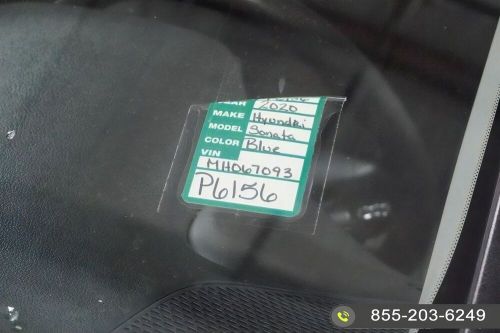 YEAR 2020
MAKE Hyundai
MODEL Sonata
COLOR Blue
VIN
MH067093
P6156
855-203-6249